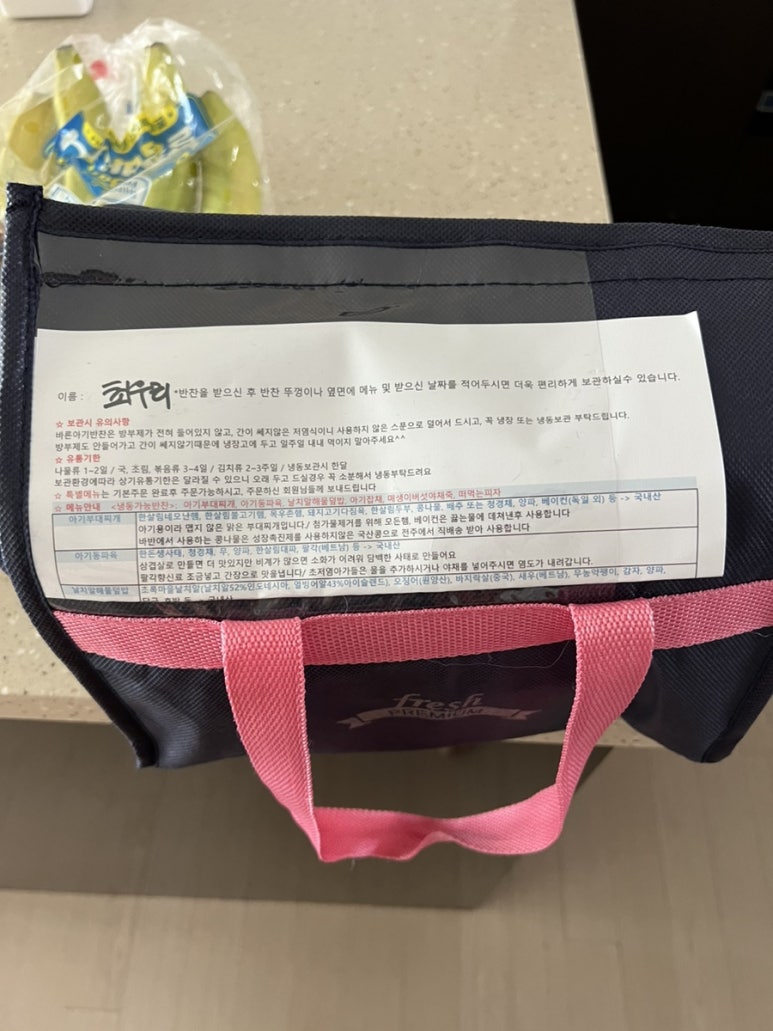 이름 : 최우리 *반찬을 받으신 후 반찬 뚜껑이나 옆면에 메뉴 및 받으신 날짜를 적어두시면 더욱 편리하게 보관하실수 있습니다.
☆ 보관시 유의사항
바른아기반찬은 방부제가 전혀 들어있지 않고, 간이 쎄지않은 저염식이니 사용하지 않은 스푼으로 덜어서 드시고, 꼭 냉장 또는 냉동보관 부탁드립니다.
방부제도 안들어가고 간이 쎄지않기때문에 냉장고에 두고 일주일 내내 먹이지 말아주세요^^
☆ 유통기한
나물류 1~2일 / 국, 조림, 볶음류 3~4일 / 김치류 2~3주일 / 냉동보관시 한달
보관환경에따라 상기유통기한은 달라질 수 있으니 오래 두고 드실경우 꼭 소분해서 냉동부탁드려요
☆ 특별메뉴는 기본주문 완료후 주문가능하시고, 주문하신 회원님들께 보내드립니다
☆ 메뉴안내 <냉동가능반찬>: 아기부대찌개, 아기동파육, 날치알해물덮밥, 아기잡채, 매생이버섯야채죽, 떠먹는피자
아기부대찌개 한살림네모난햄, 한살림불고기햄, 목우촌햄, 돼지고기다짐육, 한살림두부, 콩나물, 배추 또는 청경채, 양파, 베이컨(독일 외) 등 -> 국내산
아기용이라 맵지 않은 맑은 부대찌개입니다/ 첨가물제거를 위해 모든햄, 베이컨은 끓는물에 데쳐낸후 사용합니다
바반에서 사용하는 콩나물은 성장촉진제를 사용하지않은 국산콩으로 전주에서 직배송 받아 사용합니다
아기동파육 한돈생사태, 청경채, 무, 양파, 한살림대파, 팔각(베트남) 등 -> 국내산
삼겹살로 만들면 더 맛있지만 비계가 많으면 소화가 어려워 담백한 사태로 만들어요
팔각향신료 조금넣고 간장으로 맛을냅니다/ 초저염아가들은 물을 추가하시거나 야채를 넣어주시면 염도가 내려갑니다.
날치알해물덮밥 초록마을날치알(날치알52%인도네시아, 열빙어알43%아이슬랜드), 오징어(원양산), 바지락살(중국), 새우(베트남), 무농약팽이, 감자, 양파,
fresh
PREMIUM